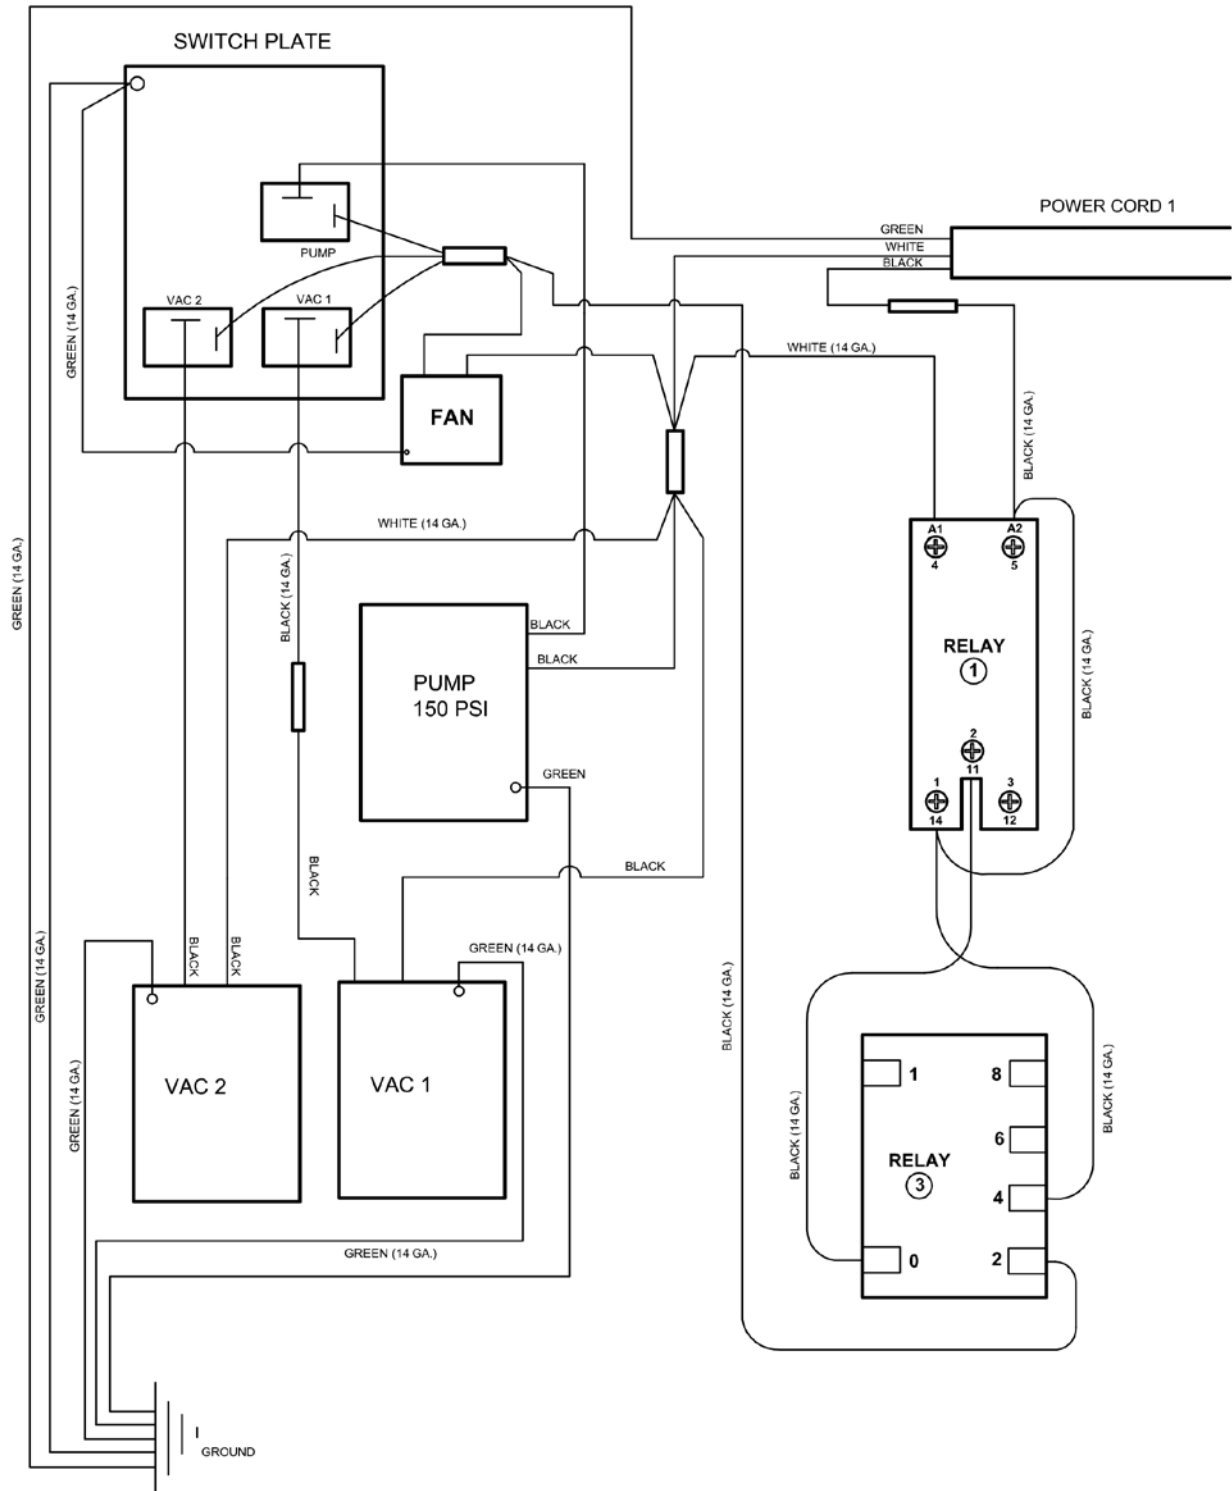 SWITCH PLATE
POWER CORD 1
GREEN
WHITE
BLACK
PUMP
VAC 2
VAC 1
GREEN (14 GA.)
WHITE (14 GA.)
FAN
BLACK (14 GA.)
WHITE (14 GA.)
A1
A2
4
5
GREEN (14 GA.)
BLACK (14 GA.)
BLACK
BLACK
PUMP
150 PSI
RELAY
1
BLACK (14 GA.)
2
11
GREEN
1
3
14
12
BLACK
BLACK
GREEN (14 GA.)
BLACK
BLACK
GREEN (14 GA.)
BLACK (14 GA.)
GREEN (14 GA.)
VAC 2
VAC 1
1
8
6
BLACK (14 GA.)
BLACK (14 GA.)
RELAY
3
4
0
2
GREEN (14 GA.)
GROUND